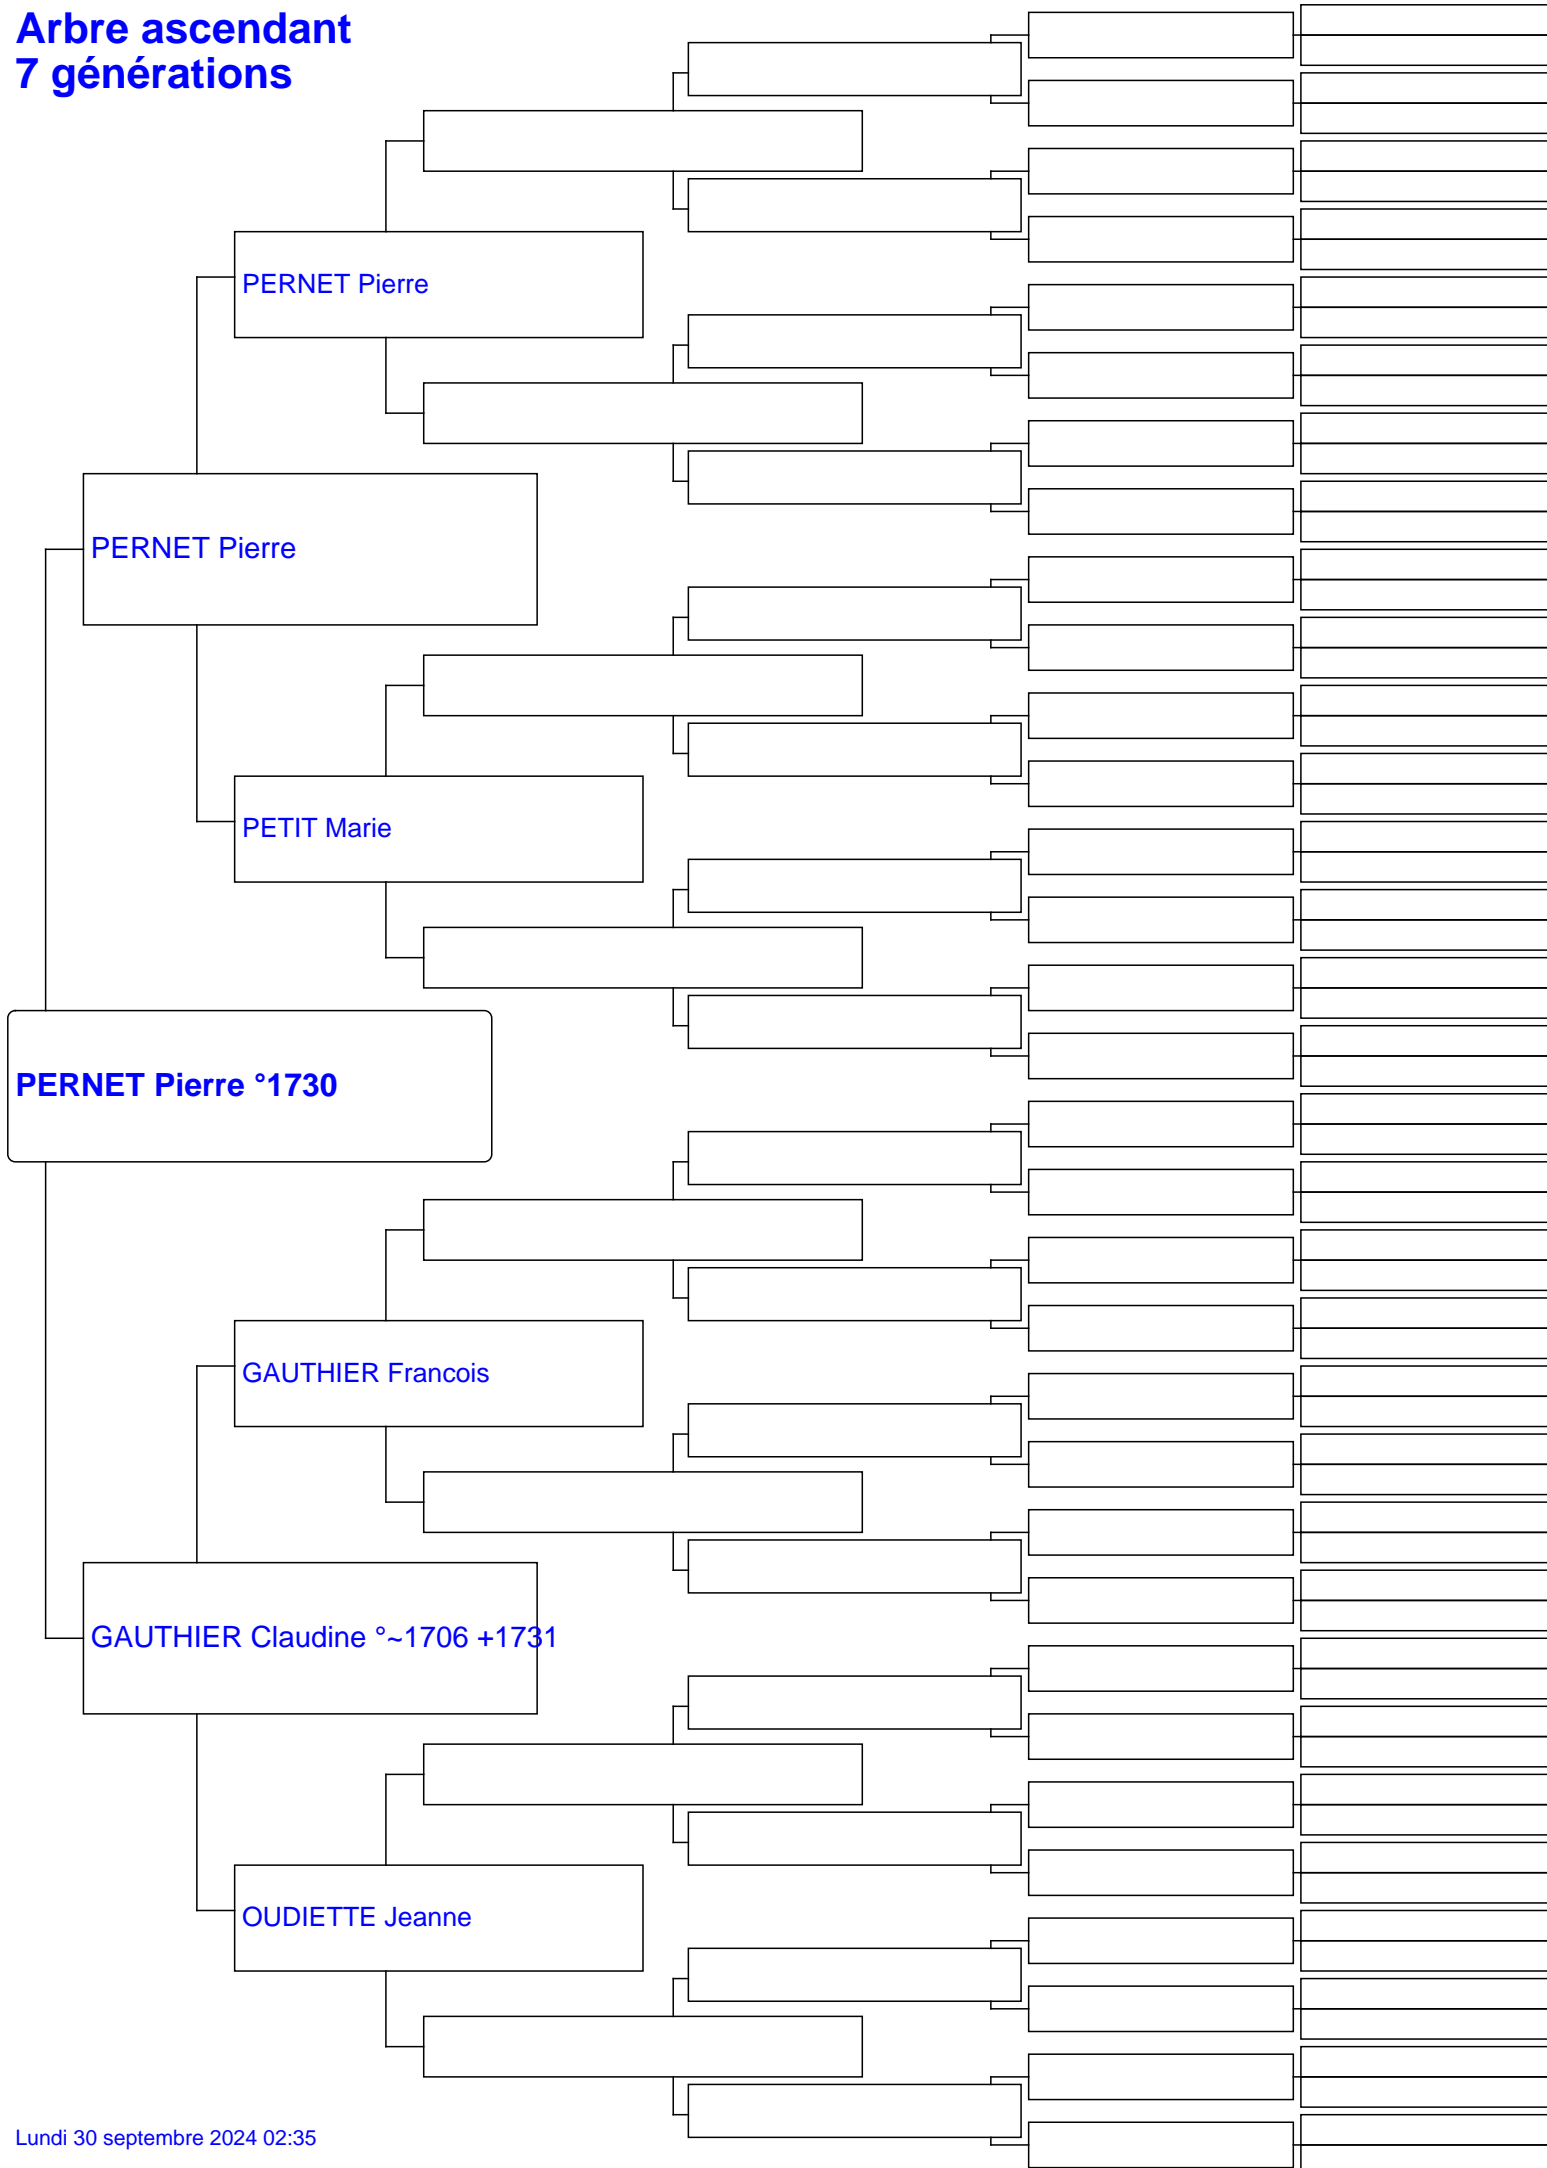 Arbre ascendant
7 générations
PERNET Pierre
PERNET Pierre
PETIT Marie
PERNET Pierre °1730
GAUTHIER Francois
GAUTHIER Claudine °~1706 +1731
OUDIETTE Jeanne
Lundi 30 septembre 2024 02:35